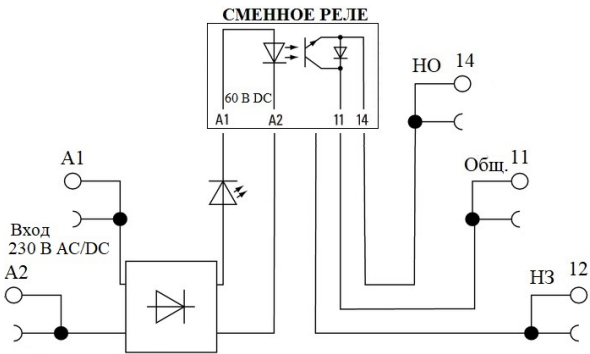 СМЕННОЕ РЕЛЕ
60 В DC
A1 A2 11 14
НО 14
A1
Общ. 11
Вход
230 В AC/DC
A2
НЗ 12